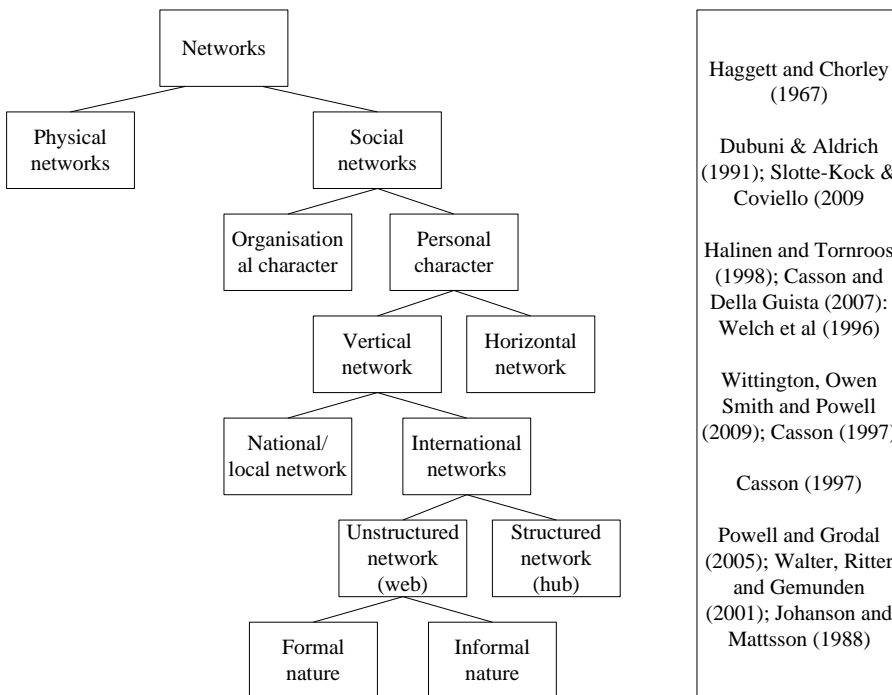 Networks
Physical
networks
Social
networks
Organisation
al character
Personal
character
Vertical
network
Horizontal
network
National/
local network
International
networks
Unstructured
network
(web)
Structured
network
(hub)
Formal
nature
Informal
nature
Haggett and Chorley
(1967)
Dubuni & Aldrich
(1991); Slotte-Kock &
Coviello (2009
Halinen and Tornroos
(1998); Casson and
Della Guista (2007):
Welch et al (1996)
Wittington, Owen
Smith and Powell
(2009); Casson (1997)
Casson (1997)
Powell and Grodal
(2005); Walter, Ritter
and Gemunden
(2001); Johanson and
Mattsson (1988)